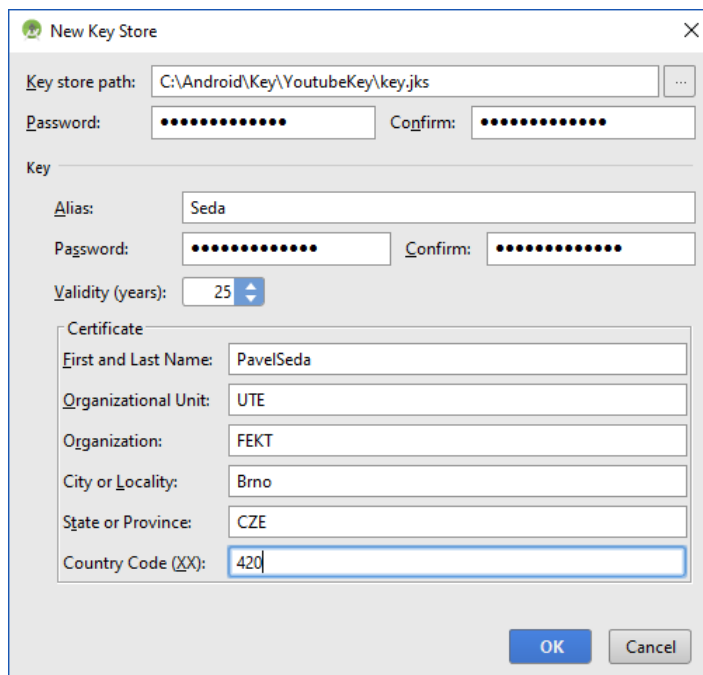 New Key Store
Key store path: C:\Android\Key\YoutubeKey\key.jks ...
Password: ••••••••••••• Confirm: •••••••••••••
Key
Alias: Seda
Password: ••••••••••••• Confirm: •••••••••••••
Validity (years): 25
Certificate
First and Last Name: PavelSeda
Organizational Unit: UTE
Organization: FEKT
City or Locality: Brno
State or Province: CZE
Country Code (XX): 420
OK Cancel